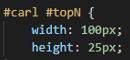 #carl #topN {
    width: 100px;
    height: 25px;